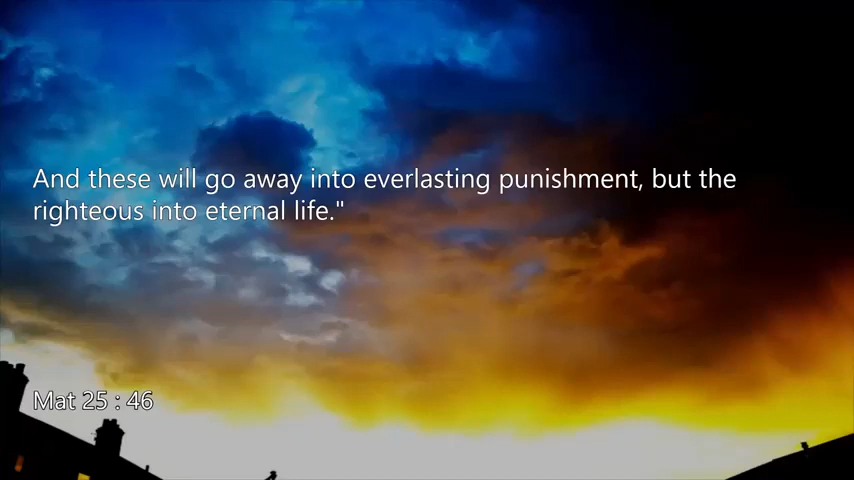 And these will go away into everlasting punishment, but the
righteous into eternal life."
Mat 25 : 46